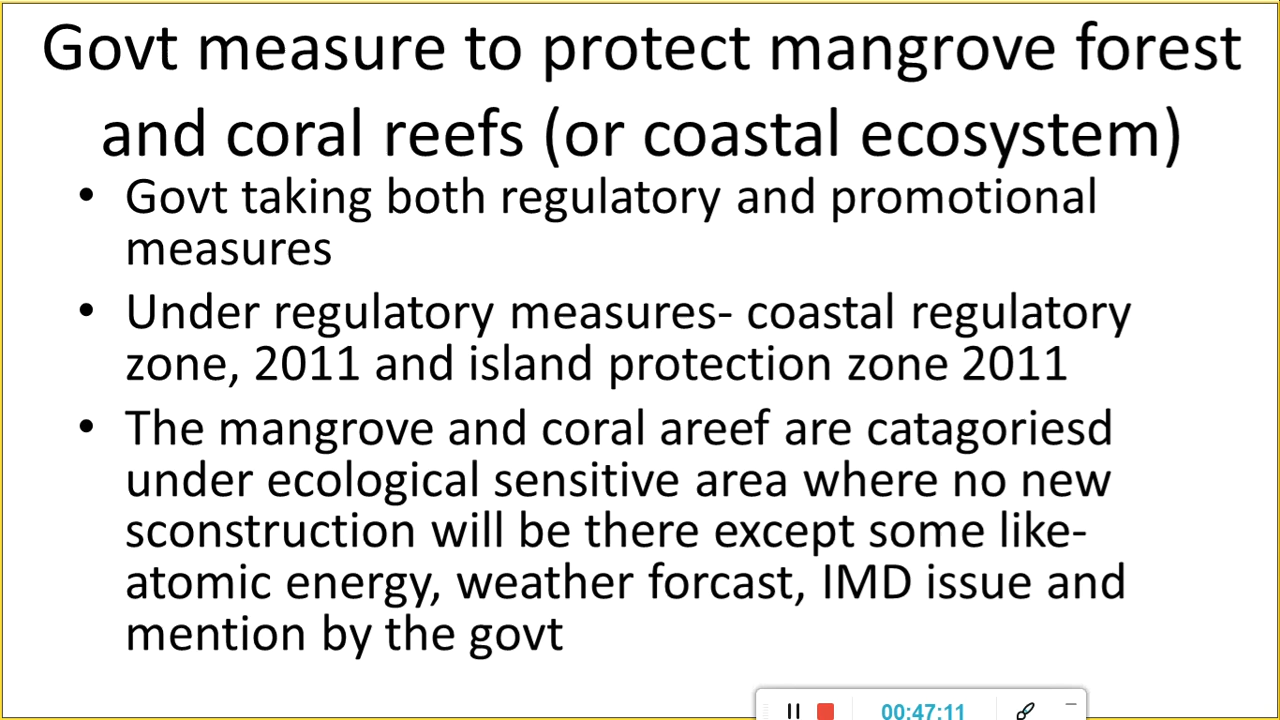 Govt measure to protect mangrove forest
and coral reefs (or coastal ecosystem)
• Govt taking both regulatory and promotional
measures
• Under regulatory measures- coastal regulatory
zone, 2011 and island protection zone 2011
• The mangrove and coral areef are catagoriesd
under ecological sensitive area where no new
sconstruction will be there except some like-
atomic energy, weather forcast, IMD issue and
mention by the govt
00:47:11